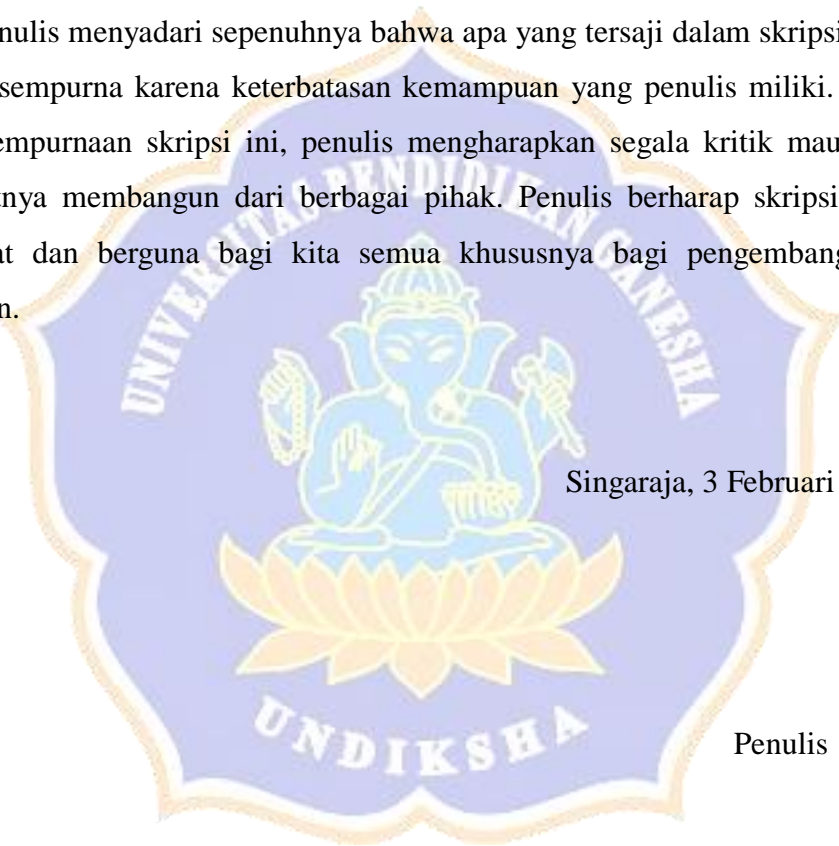 nulis menyadari sepenuhnya bahwa apa yang tersaji dalam skripsi
sempurna karena keterbatasan kemampuan yang penulis miliki.
empurnaan skripsi ini, penulis mengharapkan segala kritik mau
tnya membangun dari berbagai pihak. Penulis berharap skripsi
at dan berguna bagi kita semua khususnya bagi pengembang
n.
UNIVERSITAS PENDIDIKAN GANESHA
Singaraja, 3 Februari
UNDIKSHA
Penulis